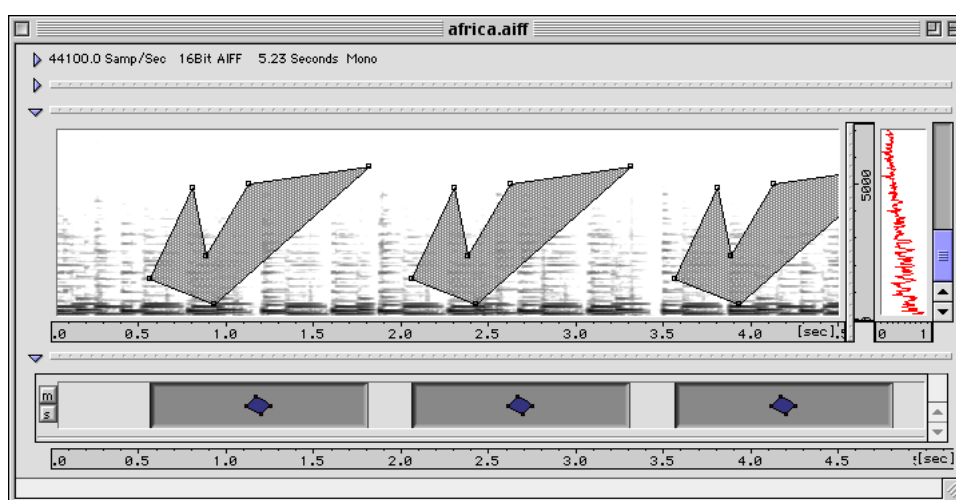 africa.aiff
44100.0 Samp/Sec 16Bit AIFF 5.23 Seconds Mono
5000
0
.0 0.5 1.0 1.5 2.0 2.5 3.0 3.5 4.0 [sec] 0 1
m
s
.0 0.5 1.0 1.5 2.0 2.5 3.0 3.5 4.0 4.5 [sec]